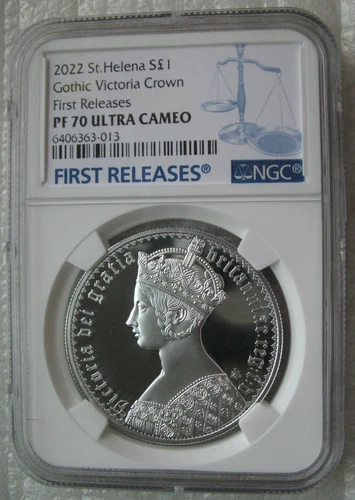 2022 St.Helena S£1
Gothic Victoria Crown
First Releases
PF 70 ULTRA CAMEO
6406363-013
FIRST RELEASES®
NGC®
Victoria dei gratia